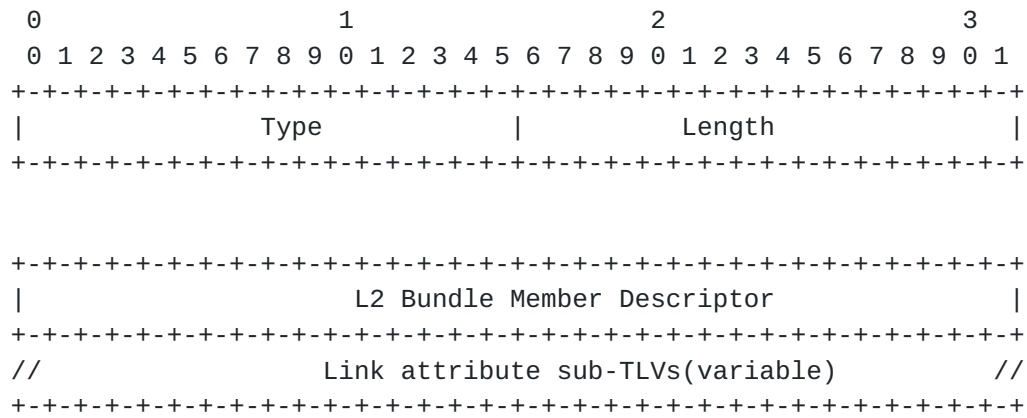 0                   1                   2                   3
 0 1 2 3 4 5 6 7 8 9 0 1 2 3 4 5 6 7 8 9 0 1 2 3 4 5 6 7 8 9 0 1
+-+-+-+-+-+-+-+-+-+-+-+-+-+-+-+-+-+-+-+-+-+-+-+-+-+-+-+-+-+-+-+-+
|               Type            |          Length               |
+-+-+-+-+-+-+-+-+-+-+-+-+-+-+-+-+-+-+-+-+-+-+-+-+-+-+-+-+-+-+-+-+
+-+-+-+-+-+-+-+-+-+-+-+-+-+-+-+-+-+-+-+-+-+-+-+-+-+-+-+-+-+-+-+-+
|                     L2 Bundle Member Descriptor               |
+-+-+-+-+-+-+-+-+-+-+-+-+-+-+-+-+-+-+-+-+-+-+-+-+-+-+-+-+-+-+-+-+
//                  Link attribute sub-TLVs(variable)          //
+-+-+-+-+-+-+-+-+-+-+-+-+-+-+-+-+-+-+-+-+-+-+-+-+-+-+-+-+-+-+-+-+